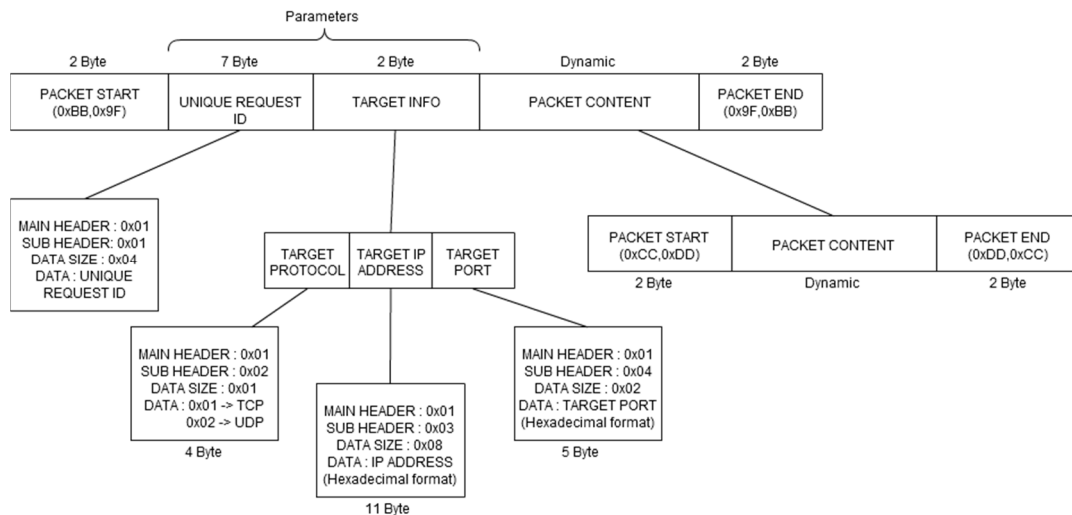 Parameters
2 Byte
7 Byte
2 Byte
Dynamic
2 Byte
PACKET START
(0xBB,0x9F)
UNIQUE REQUEST
ID
TARGET INFO
PACKET CONTENT
PACKET END
(0x9F,0xBB)
MAIN HEADER : 0x01
SUB HEADER: 0x01
DATA SIZE : 0x04
DATA : UNIQUE
REQUEST ID
TARGET
PROTOCOL
TARGET IP
ADDRESS
TARGET
PORT
PACKET START
(0xCC,0xDD)
PACKET CONTENT
PACKET END
(0xDD,0xCC)
2 Byte
Dynamic
2 Byte
MAIN HEADER : 0x01
SUB HEADER : 0x02
DATA SIZE : 0x01
DATA : 0x01 -> TCP
0x02 -> UDP
4 Byte
MAIN HEADER : 0x01
SUB HEADER : 0x03
DATA SIZE : 0x08
DATA : IP ADDRESS
(Hexadecimal format)
11 Byte
MAIN HEADER : 0x01
SUB HEADER : 0x04
DATA SIZE : 0x02
DATA : TARGET PORT
(Hexadecimal format)
5 Byte